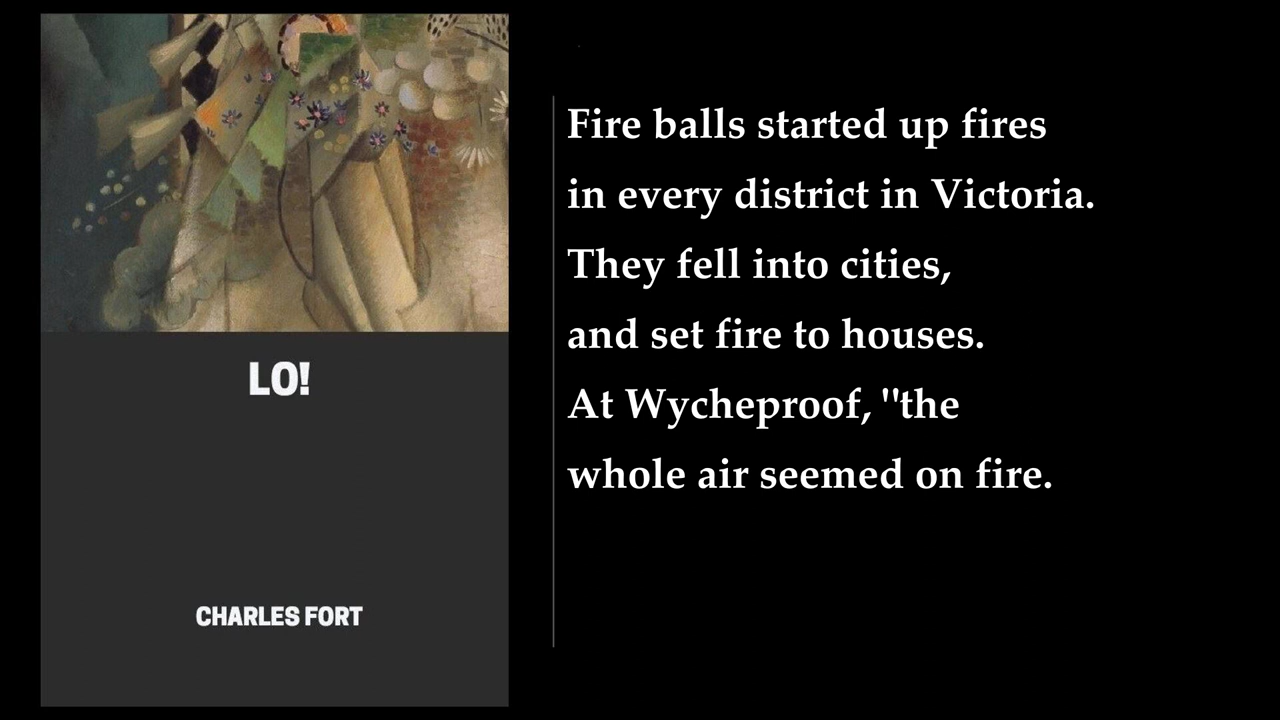 LO!
CHARLES FORT
Fire balls started up fires
in every district in Victoria.
They fell into cities,
and set fire to houses.
At Wycheproof, "the
whole air seemed on fire.